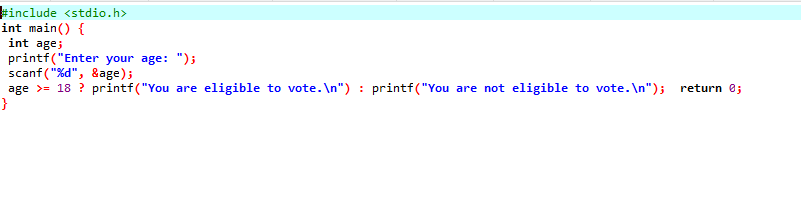 #include <stdio.h>
int main() {
 int age;
 printf("Enter your age: ");
 scanf("%d", &age);
 age >= 18 ? printf("You are eligible to vote.\n") : printf("You are not eligible to vote.\n");  return 0;
}